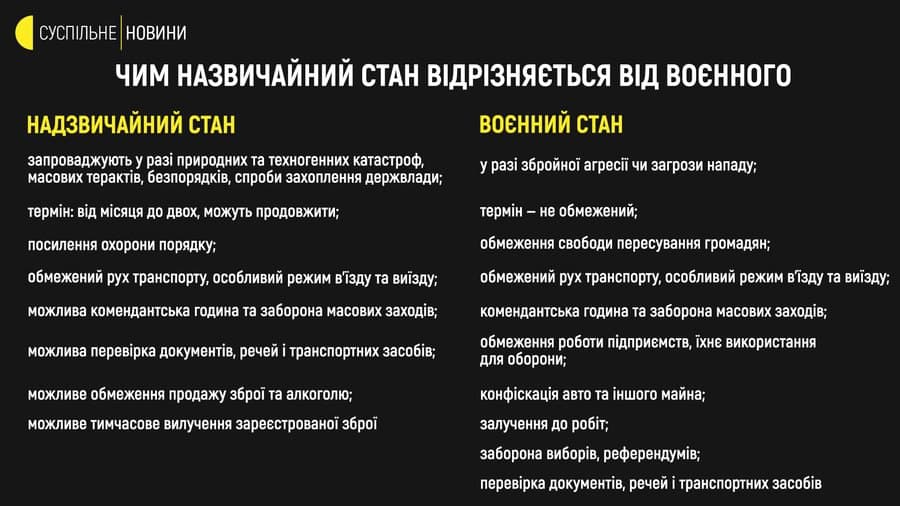 СУСПІЛЬНЕ НОВИНИ
ЧИМ НАЗВИЧАЙНИЙ СТАН ВІДРІЗНЯЄТЬСЯ ВІД ВОЄННОГО
НАДЗВИЧАЙНИЙ СТАН
запроваджують у разі природних та техногенних катастроф,
масових терактів, безпорядків, спроби захоплення держвлади;
термін: від місяця до двох, можуть продовжити;
посилення охорони порядку;
обмежений рух транспорту, особливий режим в'їзду та виїзду;
можлива комендантська година та заборона масових заходів;
можлива перевірка документів, речей і транспортних засобів;
можливе обмеження продажу зброї та алкоголю;
можливе тимчасове вилучення зареєстрованої зброї
ВОЄННИЙ СТАН
у разі збройної агресії чи загрози нападу;
термін – не обмежений;
обмеження свободи пересування громадян;
обмежений рух транспорту, особливий режим в'їзду та виїзду;
комендантська година та заборона масових заходів;
обмеження роботи підприємств, їхнє використання
для оборони;
конфіскація авто та іншого майна;
залучення до робіт;
заборона виборів, референдумів;
перевірка документів, речей і транспортних засобів